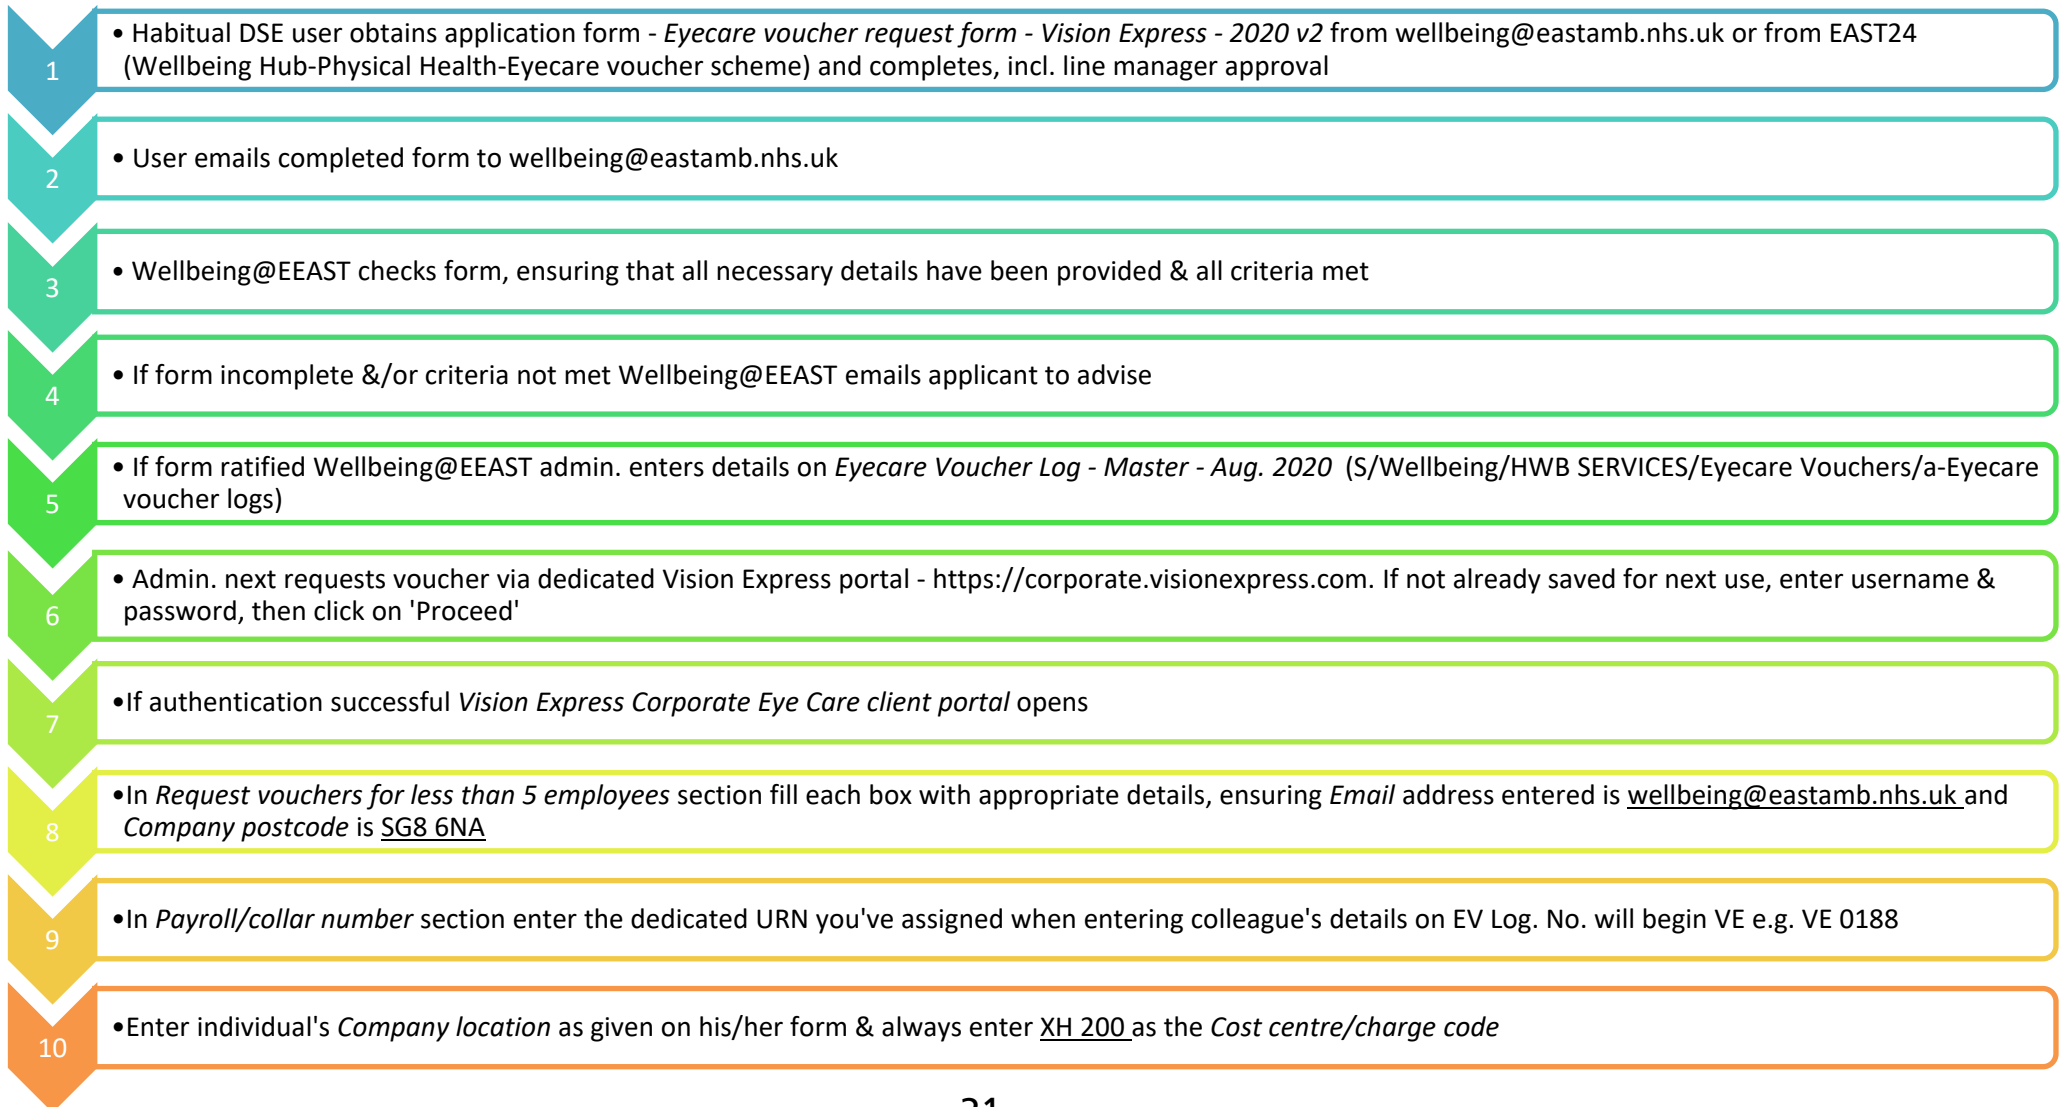 1
• Habitual DSE user obtains application form - Eyecare voucher request form - Vision Express - 2020 v2 from wellbeing@eastamb.nhs.uk or from EAST24
(Wellbeing Hub-Physical Health-Eyecare voucher scheme) and completes, incl. line manager approval
2
• User emails completed form to wellbeing@eastamb.nhs.uk
3
• Wellbeing@EEAST checks form, ensuring that all necessary details have been provided & all criteria met
4
• If form incomplete &/or criteria not met Wellbeing@EEAST emails applicant to advise
5
• If form ratified Wellbeing@EEAST admin. enters details on Eyecare Voucher Log - Master - Aug. 2020 (S/Wellbeing/HWB SERVICES/Eyecare Vouchers/a-Eyecare
voucher logs)
6
• Admin. next requests voucher via dedicated Vision Express portal - https://corporate.visionexpress.com. If not already saved for next use, enter username &
password, then click on 'Proceed'
7
•If authentication successful Vision Express Corporate Eye Care client portal opens
8
•In Request vouchers for less than 5 employees section fill each box with appropriate details, ensuring Email address entered is wellbeing@eastamb.nhs.uk and
Company postcode is SG8 6NA
9
•In Payroll/collar number section enter the dedicated URN you've assigned when entering colleague's details on EV Log. No. will begin VE e.g. VE 0188
10
•Enter individual's Company location as given on his/her form & always enter XH 200 as the Cost centre/charge code
21